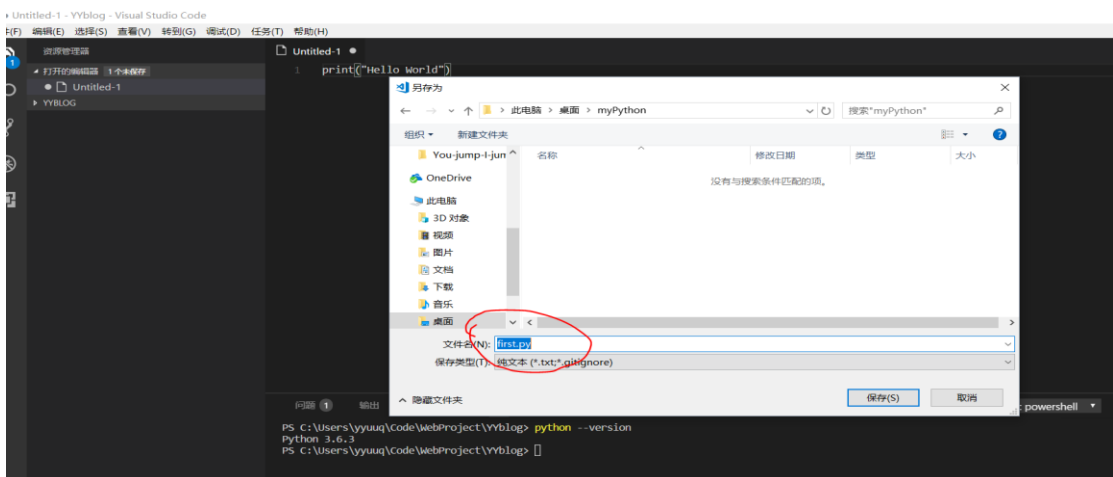 Untitled-1 - YYblog - Visual Studio Code
编辑(E) 选择(S) 查看(V) 转到(G) 调试(D) 任务(T) 帮助(H)
资源管理器
Untitled-1
1
打开的编辑器 1 个未保存
Untitled-1
YYBLOG
1 print("Hello World")
另存为
此电脑 > 桌面 > myPython
搜索"myPython"
组织 新建文件夹
名称 修改日期 类型 大小
You-jump-I-jun
没有与搜索条件匹配的项。
OneDrive
此电脑
3D 对象
视频
图片
文档
下载
音乐
桌面
文件名(N): first.py
保存类型(T): 纯文本 (*.txt;*.gitignore)
隐藏文件夹
保存(S) 取消
问题 1 输出
powershell
PS C:\Users\yyuuq\Code\WebProject\YYblog> python --version
Python 3.6.3
PS C:\Users\yyuuq\Code\WebProject\YYblog>